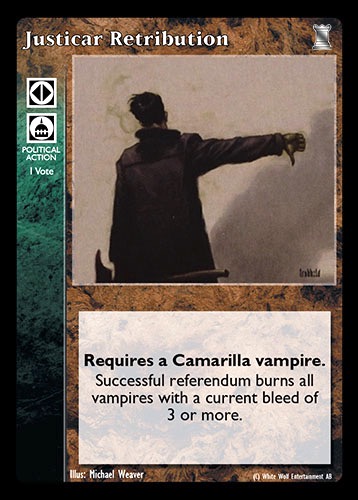 Justicar Retribution
POLITICAL
ACTION
1 Vote
Requires a Camarilla vampire.
Successful referendum burns all
vampires with a current bleed of
3 or more.
Illus: Michael Weaver
(C) White Wolf Entertainment AB